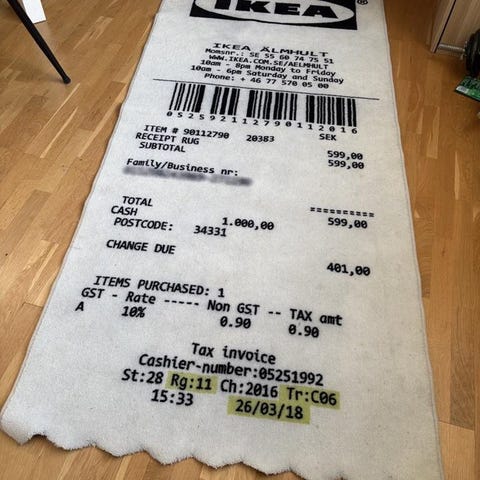 IKEA®
IKEA ÄLMHULT
Momsnr.: SE 55 60 74 75 51
WWW.IKEA.COM.SE/AELMHULT
10am - 8pm Monday to Friday
10am - 6pm Saturday and Sunday
Phone: + 46 77 570 05 00
0525921127901 12016
ITEM # 90112790 20383 SEK
RECEIPT RUG 599,00
SUBTOTAL 599,00
Family/Business nr:
==========
TOTAL 599,00
CASH 1.000,00
POSTCODE: 34331
CHANGE DUE 401,00
ITEMS PURCHASED: 1
GST - Rate ----- Non GST -- TAX amt
A 10% 0.90 0.90
Tax invoice
Cashier-number:05251992
St:28 Rg:11 Ch:2016 Tr:C06
15:33 26/03/18